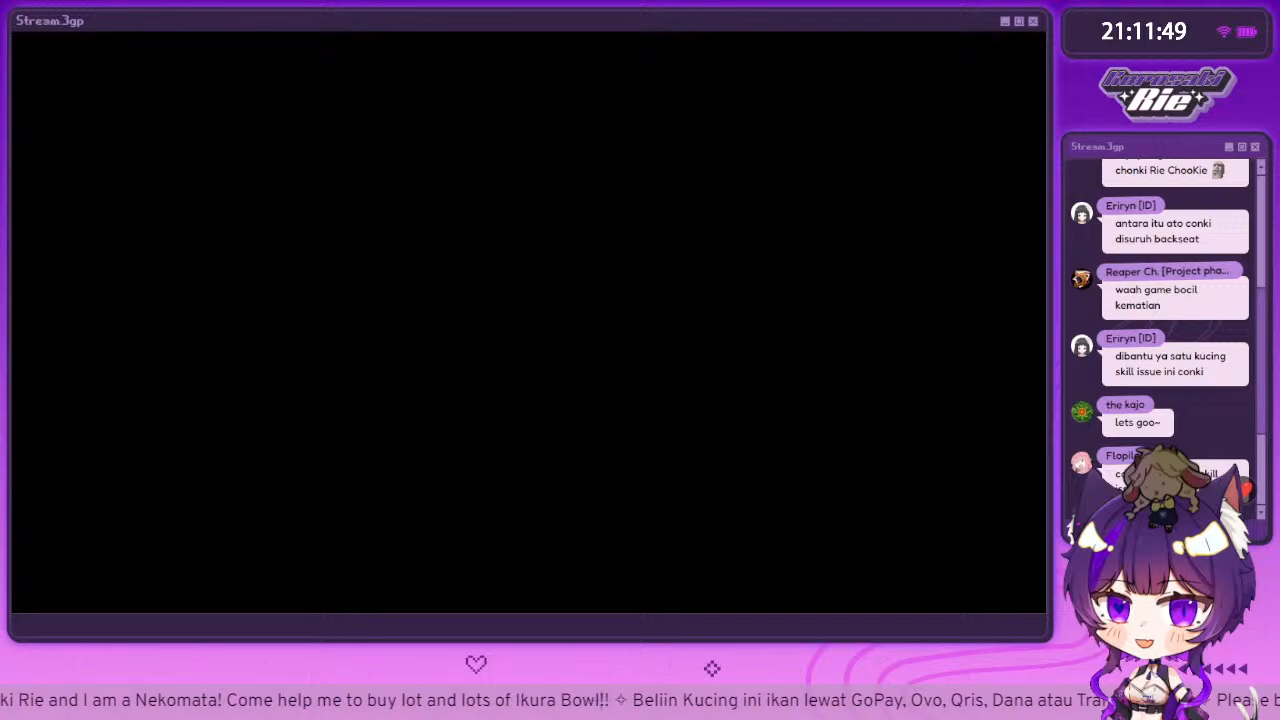 Stream.3gp
21:11:49
Kurosaki
Rie
Stream.3gp
chonki Rie ChooKie
Eriryn [ID]
antara itu ato conki
disuruh backseat
Reaper Ch. [Project pha...
waah game bocil
kematian
Eriryn [ID]
dibantu ya satu kucing
skill issue ini conki
the kajo
lets goo~
ki Rie and I am a Nekomata! Come help me to buy lot and lots of Ikura Bowl!! ✧ Beliin Kucing ini ikan lewat GoPay, Ovo, Qris, Dana atau